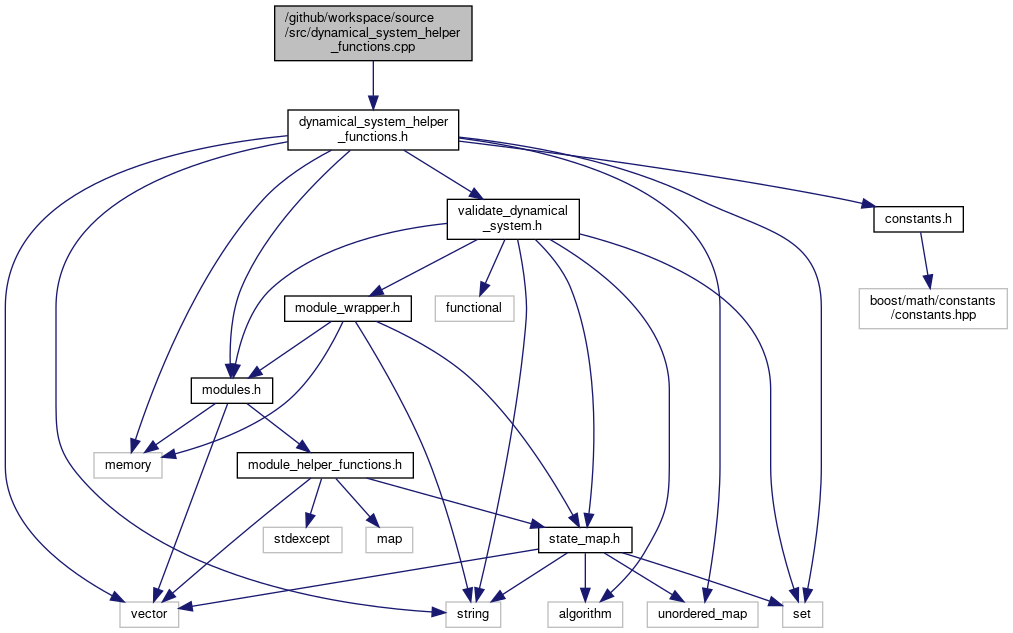 /github/workspace/source
/src/dynamical_system_helper
_functions.cpp
dynamical_system_helper
_functions.h
validate_dynamical
_system.h
constants.h
module_wrapper.h
functional
boost/math/constants
/constants.hpp
modules.h
memory
module_helper_functions.h
stdexcept
map
state_map.h
vector
string
algorithm
unordered_map
set